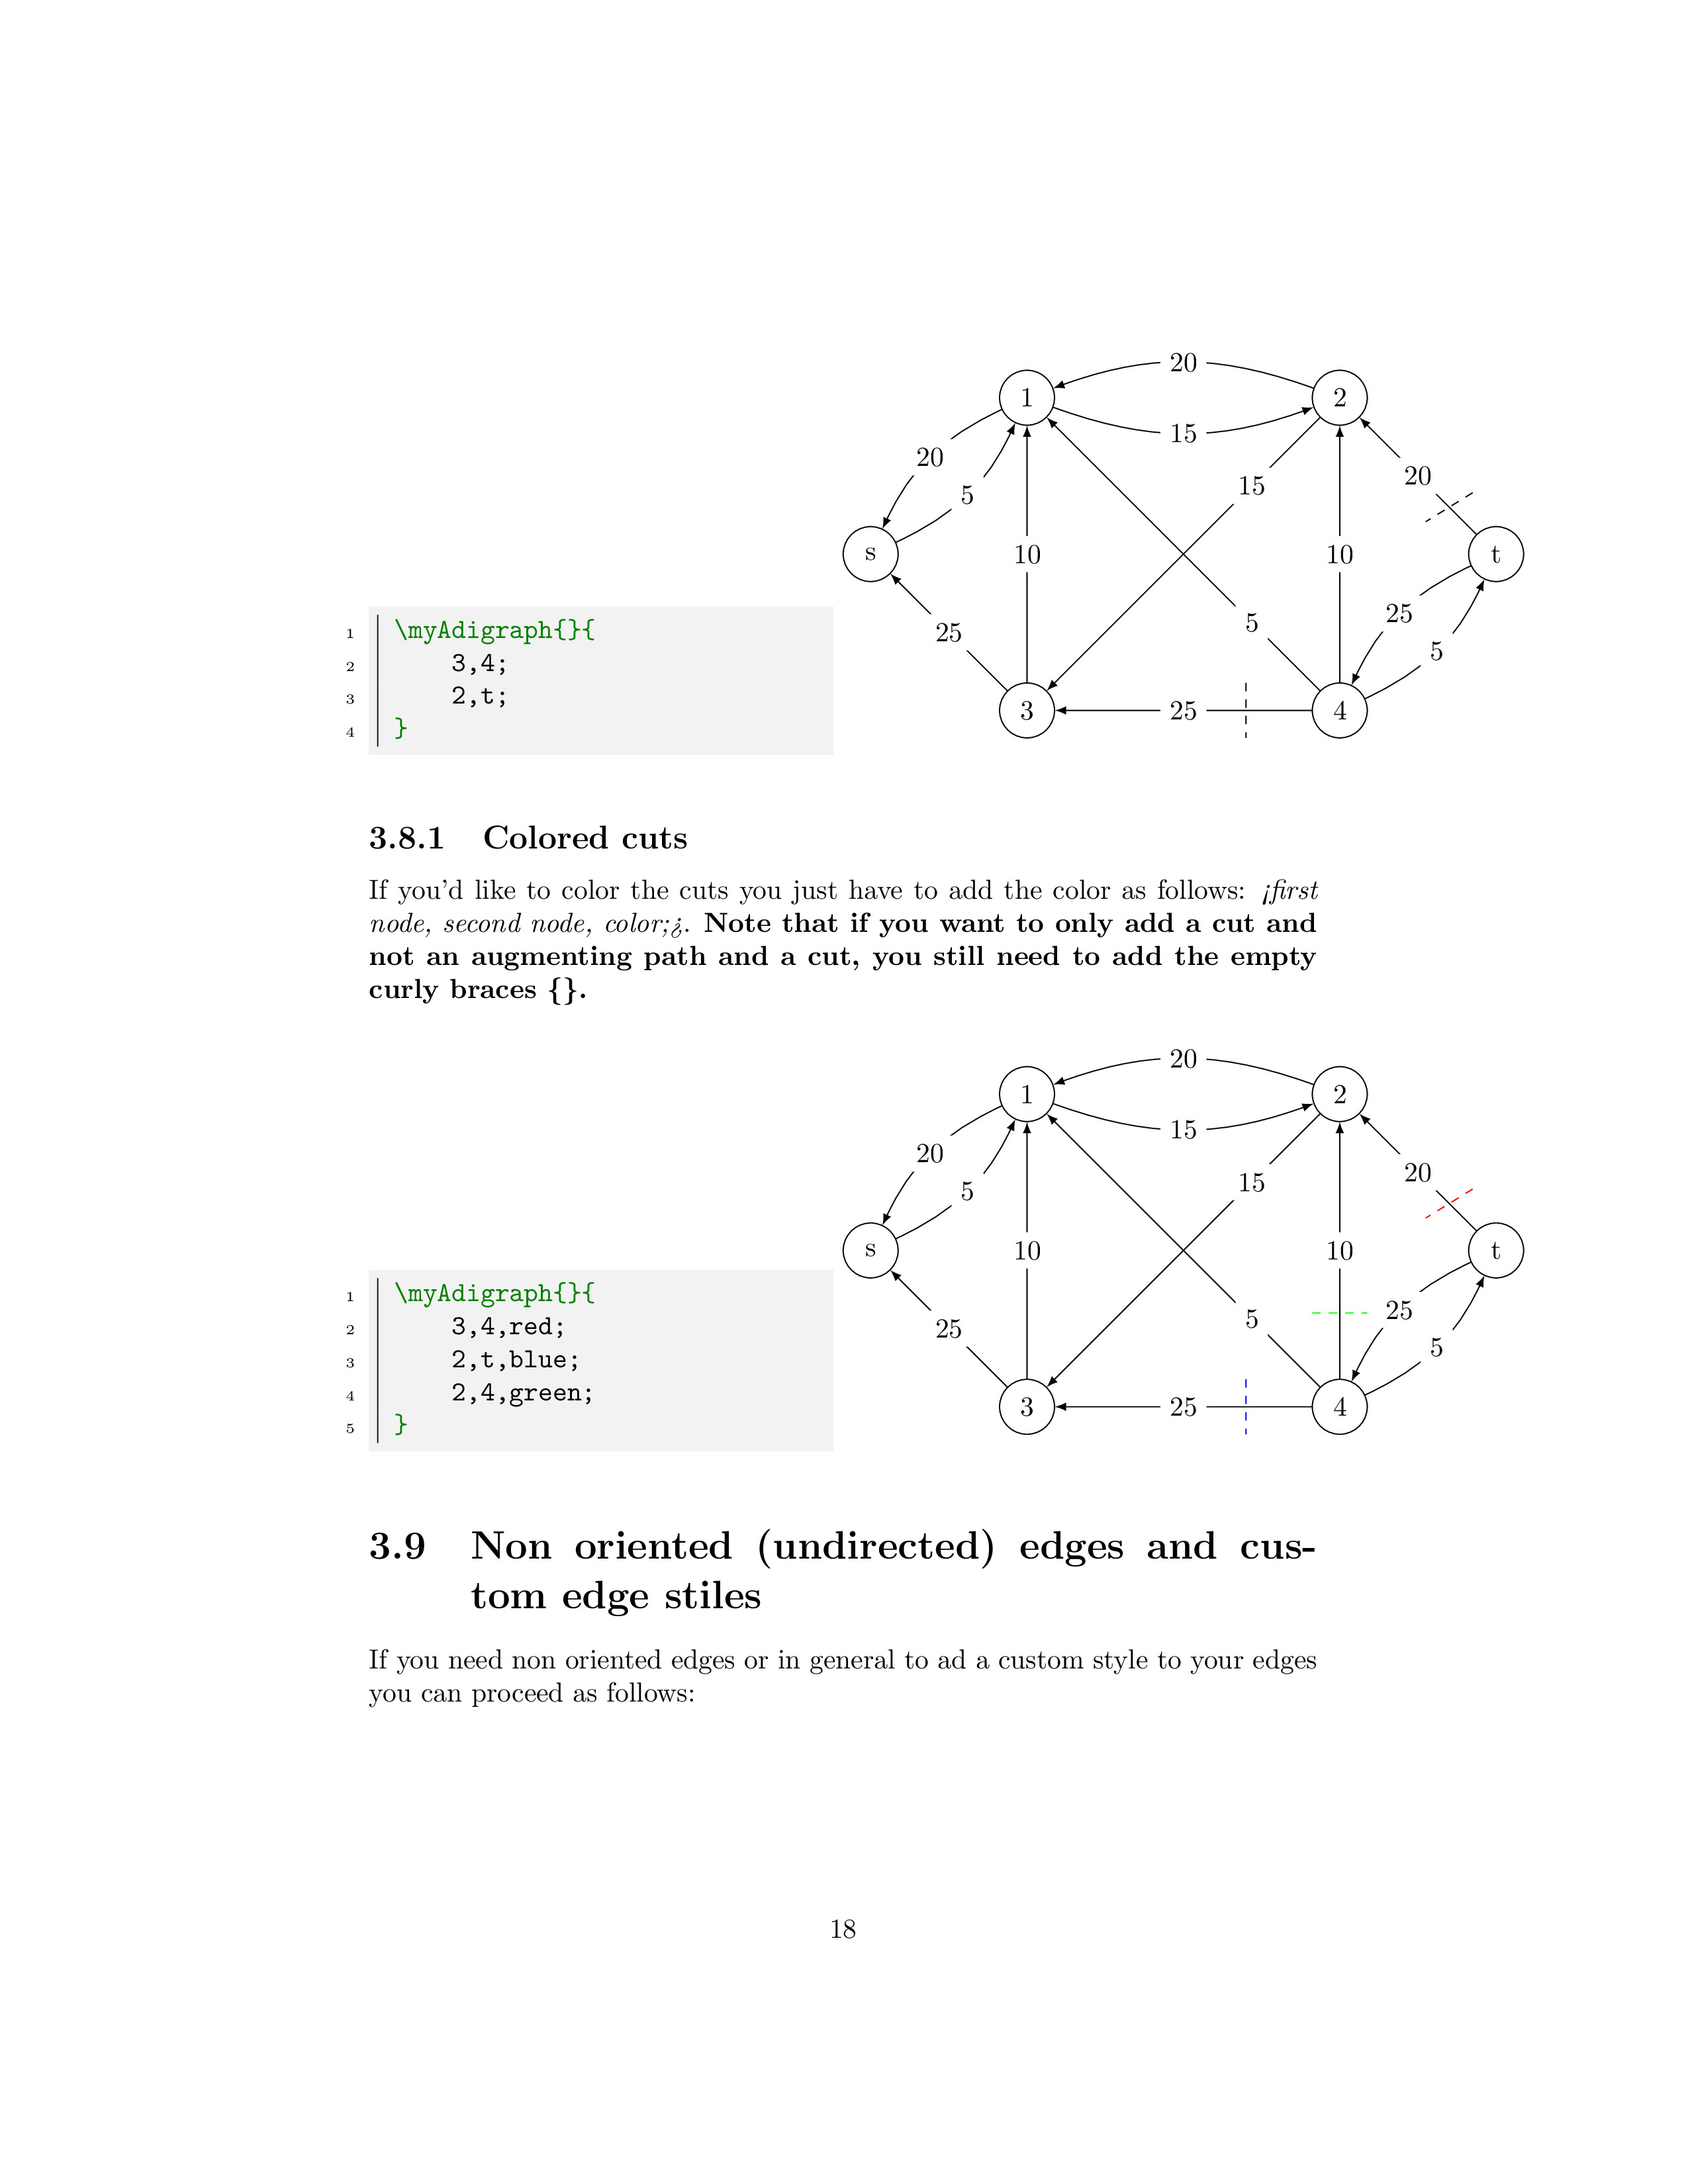 20
1
2
15
20
15
20
5
s
10
10
t
25
5
25
5
3
25
4
1 \myAdigraph{}{
2 3,4;
3 2,t;
4 }
3.8.1 Colored cuts
If you'd like to color the cuts you just have to add the color as follows: ¡first
node, second node, color;¿. Note that if you want to only add a cut and
not an augmenting path and a cut, you still need to add the empty
curly braces {}.
20
1
2
15
20
15
20
5
s
10
10
t
25
5
25
5
3
25
4
1 \myAdigraph{}{
2 3,4,red;
3 2,t,blue;
4 2,4,green;
5 }
3.9 Non oriented (undirected) edges and cus-
tom edge stiles
If you need non oriented edges or in general to ad a custom style to your edges
you can proceed as follows:
18